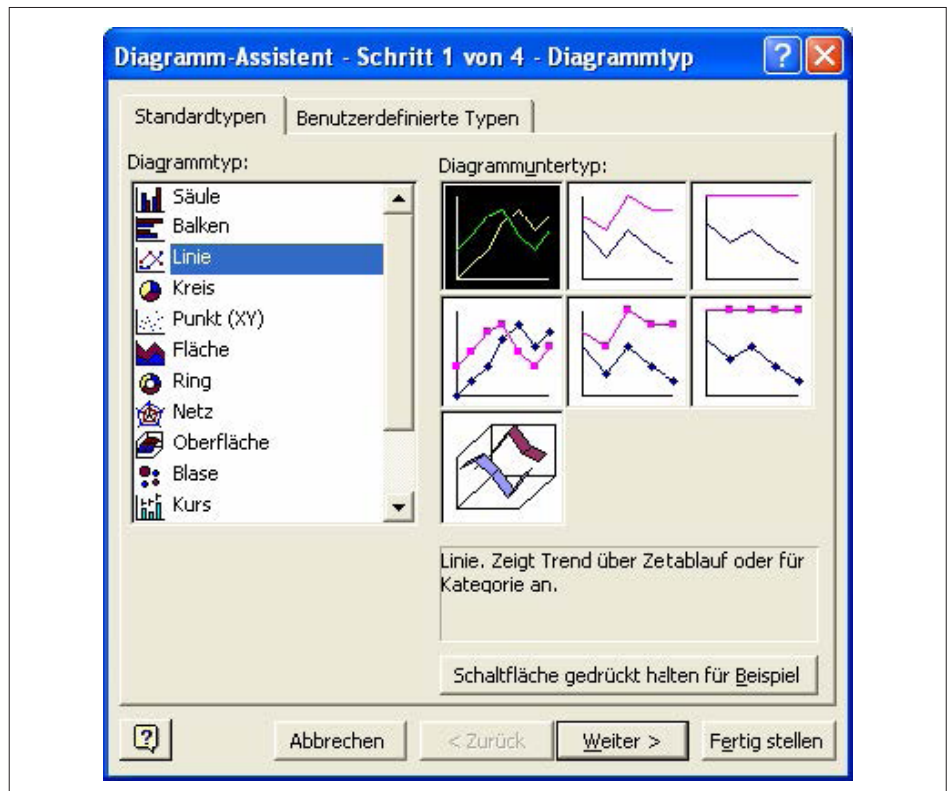 Diagramm-Assistent - Schritt 1 von 4 - Diagrammtyp
Standardtypen
Benutzerdefinierte Typen
Diagrammtyp:
Säule
Balken
Linie
Kreis
Punkt (XY)
Fläche
Ring
Netz
Oberfläche
Blase
Kurs
Diagrammuntertyp:
Linie. Zeigt Trend über Zetablauf oder für
Kategorie an.
Schaltfläche gedrückt halten für Beispiel
Abbrechen
< Zurück
Weiter >
Fertig stellen